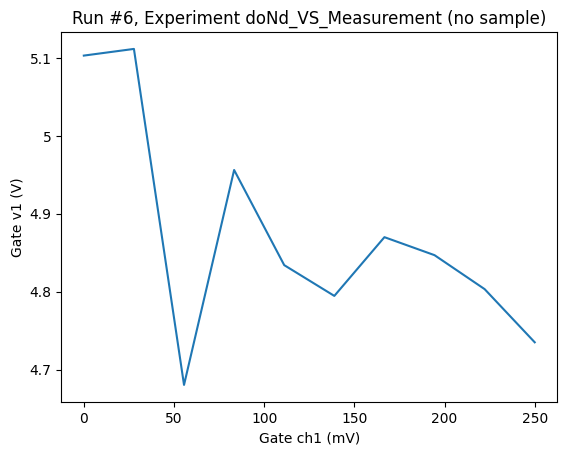 Run #6, Experiment doNd_VS_Measurement (no sample)
5.1
5
4.9
4.8
4.7
Gate v1 (V)
0 50 100 150 200 250
Gate ch1 (mV)